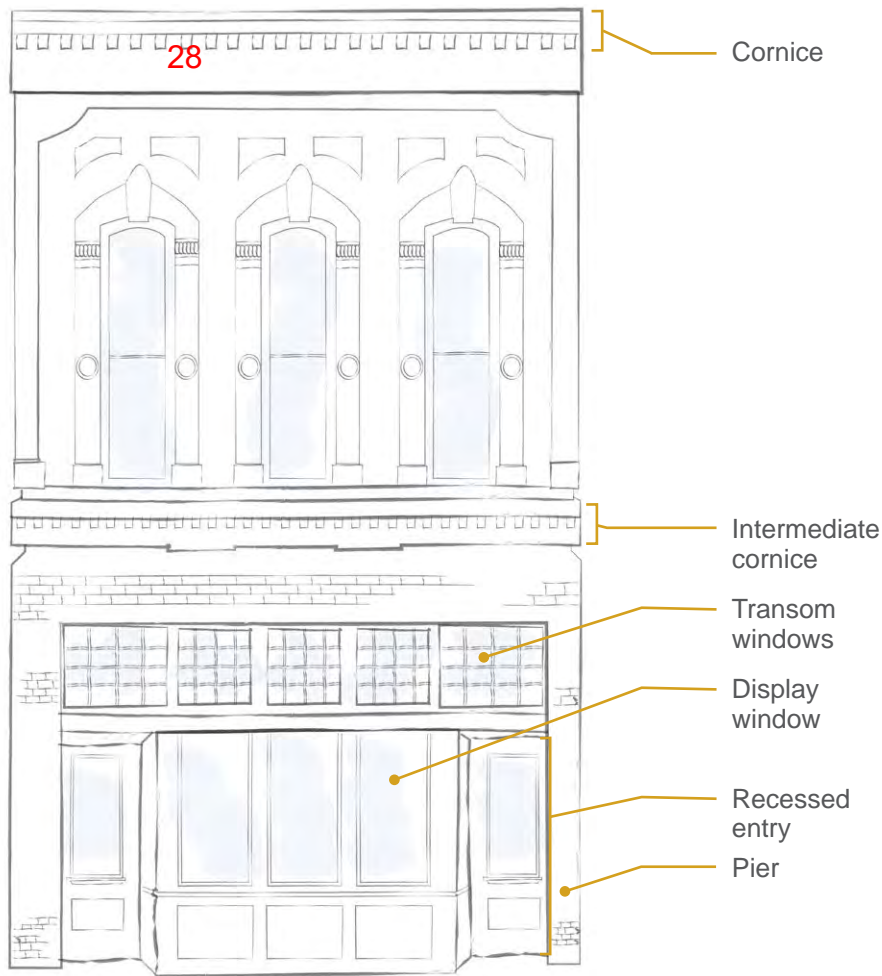 28
Cornice
Intermediate
cornice
Transom
windows
Display
window
Recessed
entry
Pier